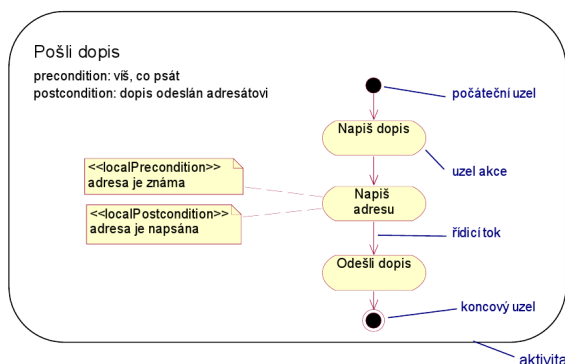 Pošli dopis
precondition: víš, co psát
postcondition: dopis odeslán adresátovi
počáteční uzel
Napiš dopis
uzel akce
<<localPrecondition>>
adresa je známa
Napiš
adresu
<<localPostcondition>>
adresa je napsána
řídicí tok
Odešli dopis
koncový uzel
aktivita